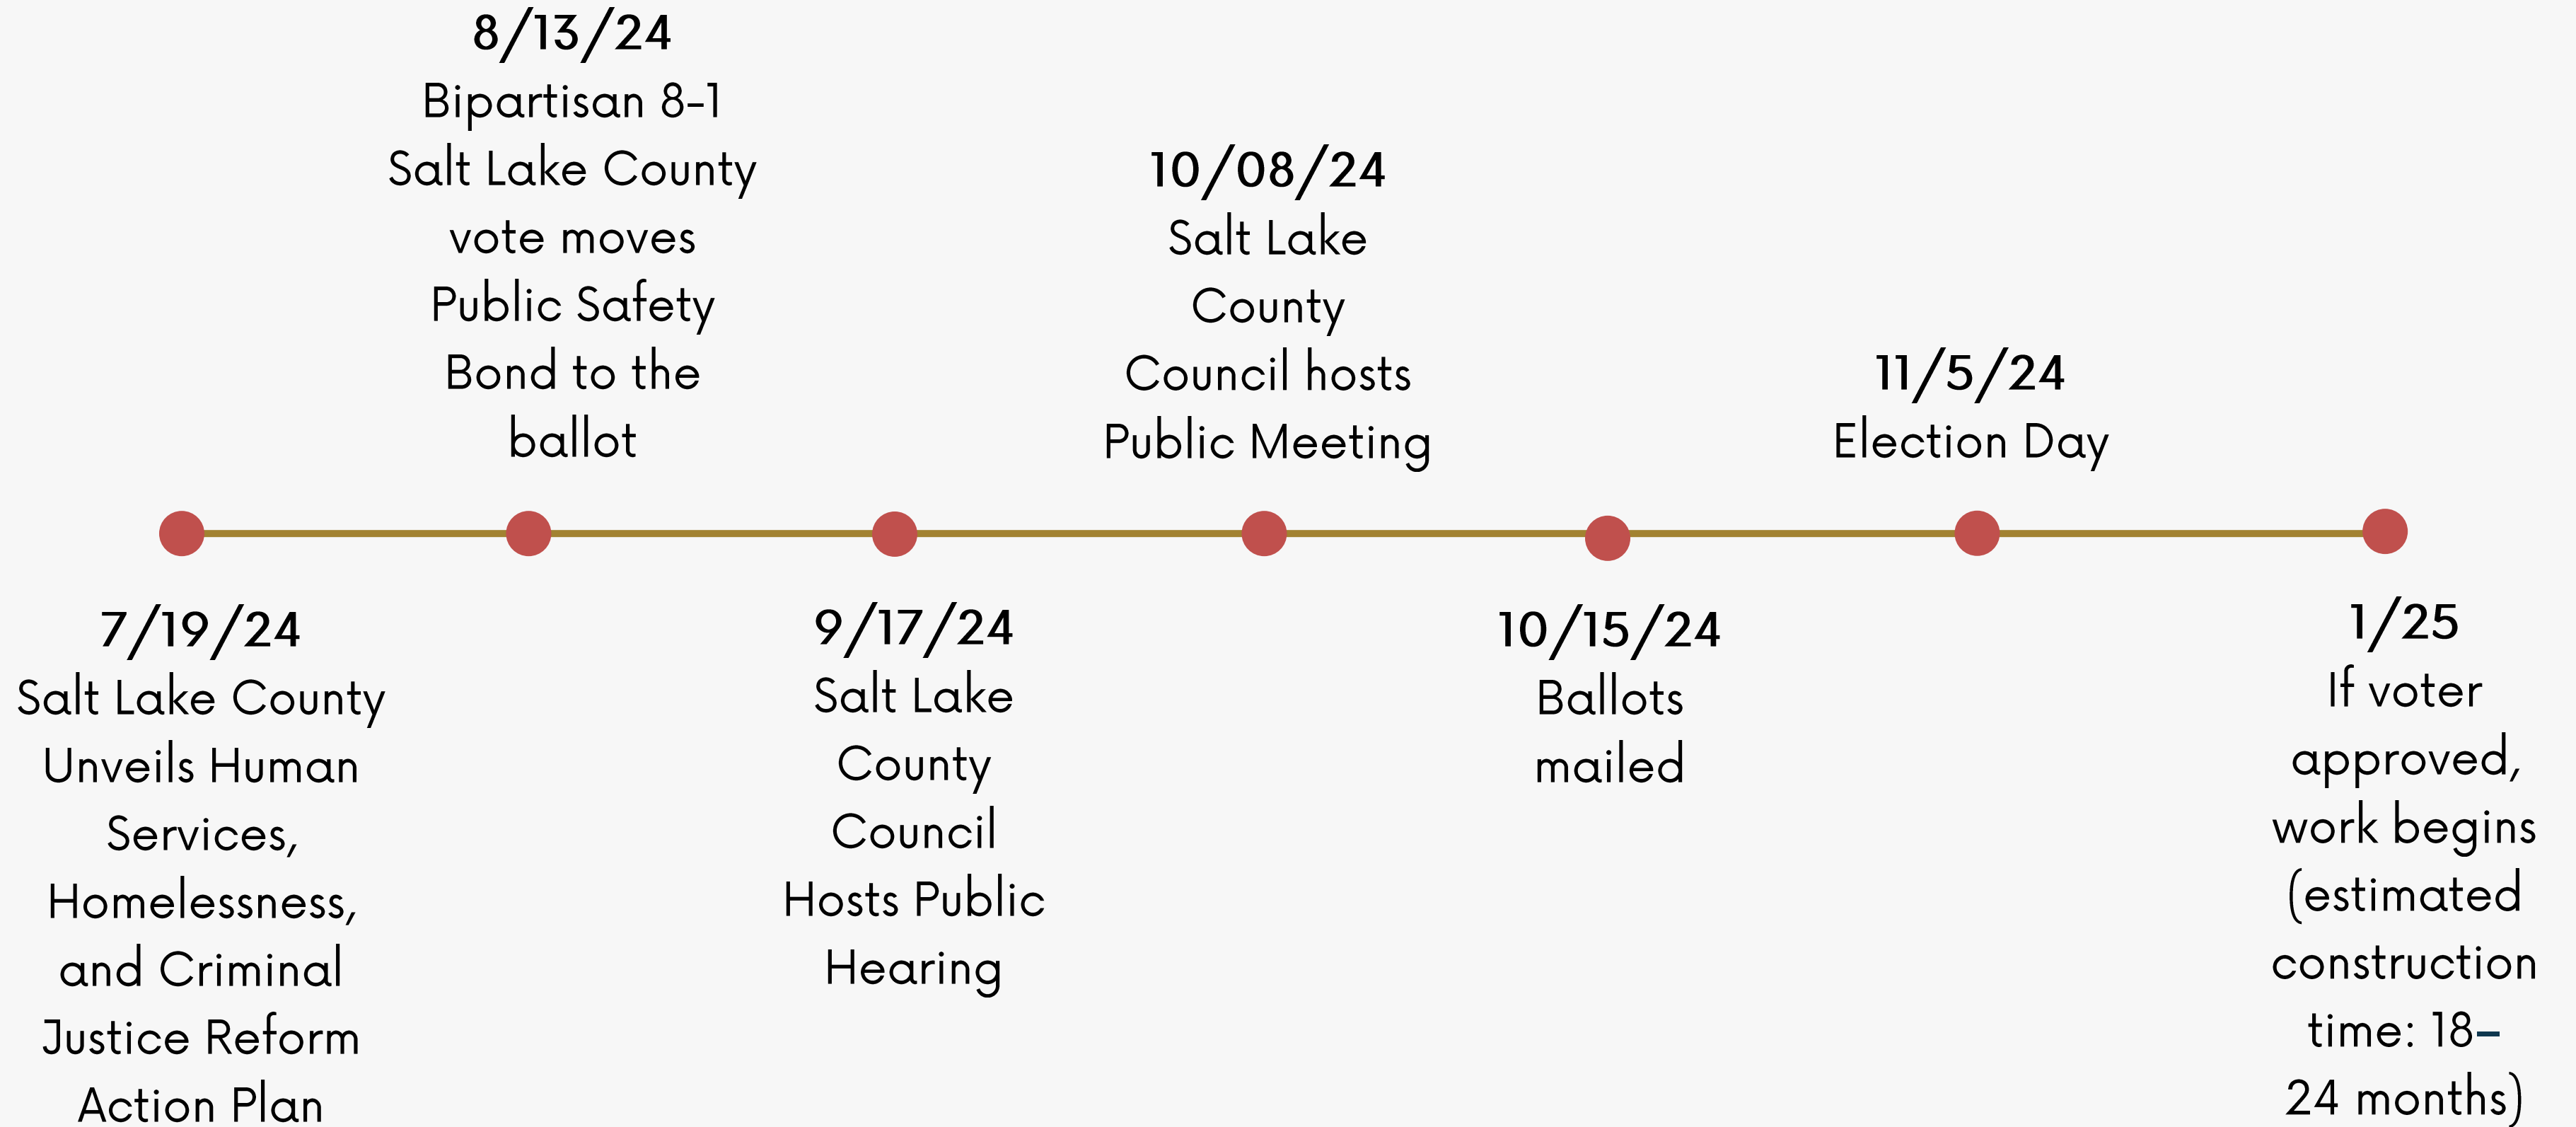 7/19/24
Salt Lake County
Unveils Human
Services,
Homelessness,
and Criminal
Justice Reform
Action Plan
8/13/24
Bipartisan 8-1
Salt Lake County
vote moves
Public Safety
Bond to the
ballot
9/17/24
Salt Lake
County
Council
Hosts Public
Hearing
10/08/24
Salt Lake
County
Council hosts
Public Meeting
10/15/24
Ballots
mailed
11/5/24
Election Day
1/25
If voter
approved,
work begins
(estimated
construction
time: 18–
24 months)